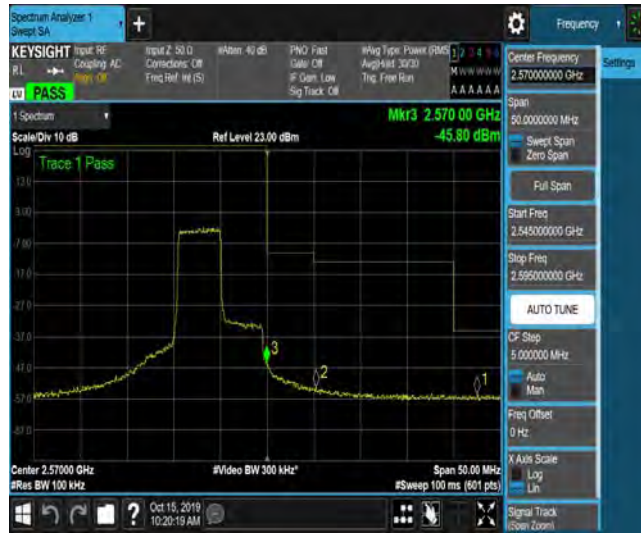 Spectrum Analyzer 1
Swept SA
+
Frequency
KEYSIGHT
Input: RF
Input Z: 50 Ω
#Atten: 40 dB
PNO: Fast
#Avg Type: Power (RMS)
1 2 3 4 5 6
RL
Coupling: AC
Corrections: Off
Gate: Off
Avg|Hold: 30/30
M W W W W W
Align: Off
Freq Ref: Int (S)
IF Gain: Low
Trig: Free Run
Sig Track: Off
A A A A A A
LV PASS
1 Spectrum
Mkr3 2.570 00 GHz
Scale/Div 10 dB
Ref Level 23.00 dBm
-45.80 dBm
Log
Trace 1 Pass
13.0
3.00
-7.00
-17.0
-27.0
-37.0
-47.0
-57.0
-67.0
3
2
1
Center 2.57000 GHz
#Video BW 300 kHz*
Span 50.00 MHz
#Res BW 100 kHz
#Sweep 100 ms (601 pts)
?
Oct 15, 2019
10:20:19 AM
Center Frequency
2.570000000 GHz
Settings
Span
50.0000000 MHz
Swept Span
Zero Span
Full Span
Start Freq
2.545000000 GHz
Stop Freq
2.595000000 GHz
AUTO TUNE
CF Step
5.000000 MHz
Auto
Man
Freq Offset
0 Hz
X Axis Scale
Log
Lin
Signal Track
(Span Zoom)